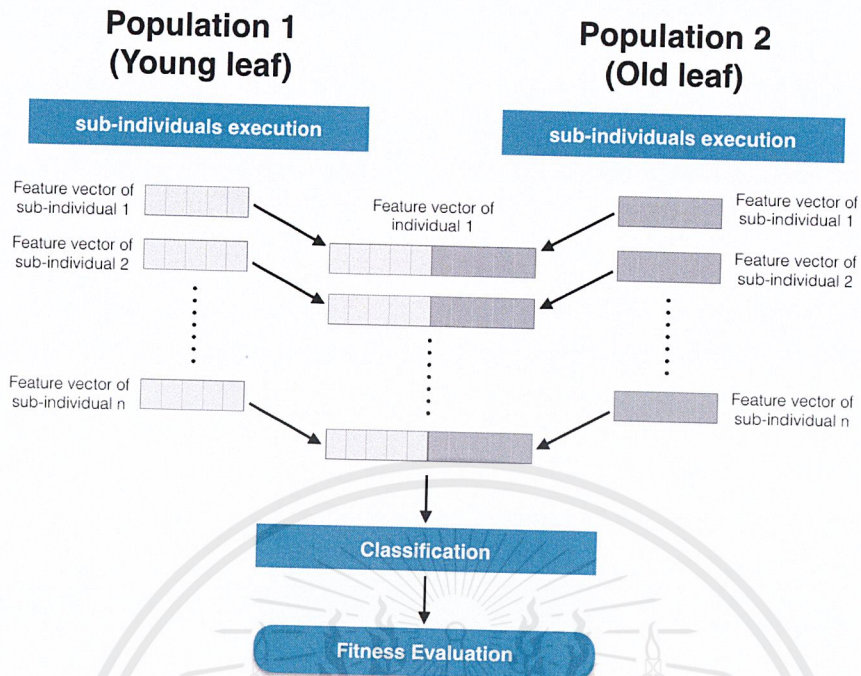 Population 1
(Young leaf)
Population 2
(Old leaf)
sub-individuals execution
sub-individuals execution
Feature vector of
sub-individual 1
Feature vector of
individual 1
Feature vector of
sub-individual 1
Feature vector of
sub-individual 2
Feature vector of
sub-individual 2
Feature vector of
sub-individual n
Feature vector of
sub-individual n
Classification
Fitness Evaluation